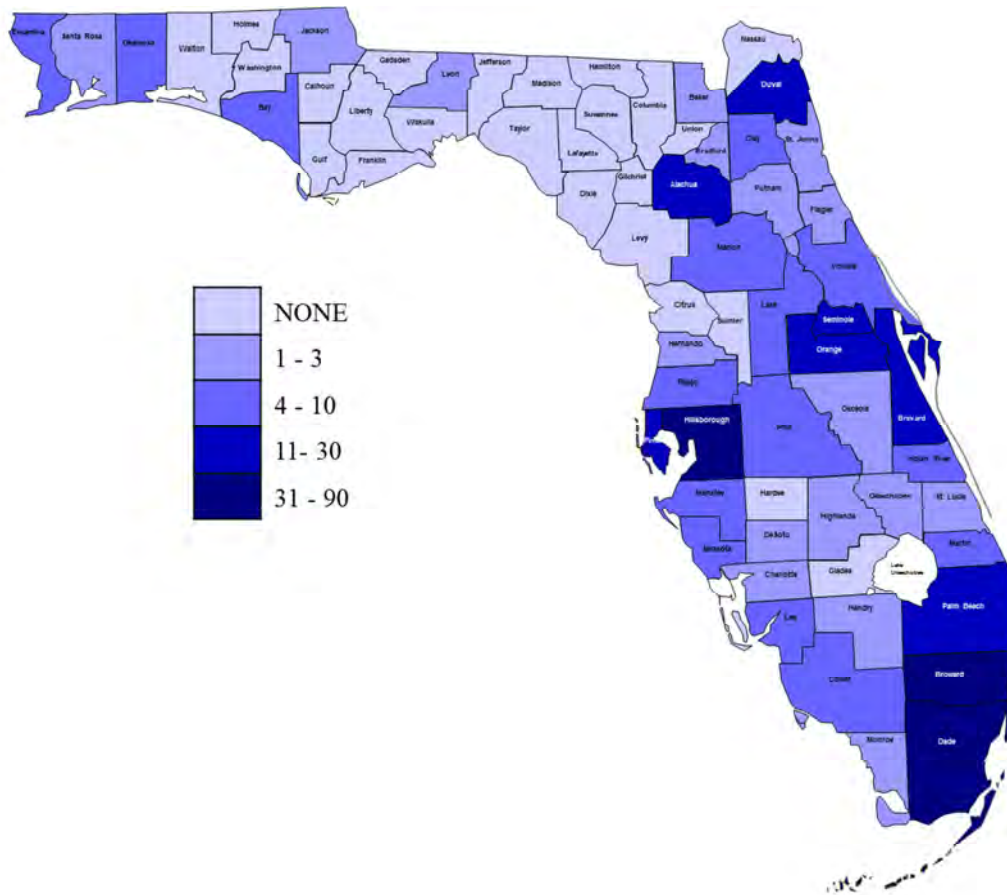 Escambia
Santa Rosa
Okaloosa
Walton
Holmes
Jackson
Washington
Bay
Calhoun
Gulf
Gadsden
Liberty
Franklin
Leon
Wakulla
Jefferson
Madison
Taylor
Hamilton
Suwannee
Lafayette
Dixie
Columbia
Gilchrist
Levy
Baker
Union
Bradford
Alachua
Nassau
Duval
Clay
St. Johns
Putnam
Flagler
Marion
Volusia
Citrus
Sumter
Lake
Seminole
Orange
Hernando
Pasco
Hillsborough
Polk
Osceola
Brevard
Indian River
Manatee
Hardee
Highlands
Okeechobee
St. Lucie
Sarasota
DeSoto
Martin
Charlotte
Glades
Lake
Okeechobee
Lee
Hendry
Palm Beach
Collier
Broward
Monroe
Dade
NONE
1 - 3
4 - 10
11- 30
31 - 90